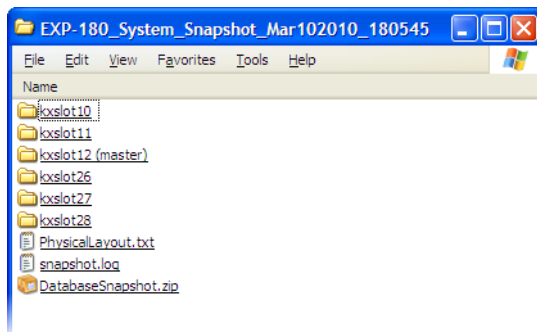 EXP-180_System_Snapshot_Mar102010_180545
File Edit View Favorites Tools Help
Name
kxslot10
kxslot11
kxslot12 (master)
kxslot26
kxslot27
kxslot28
PhysicalLayout.txt
snapshot.log
DatabaseSnapshot.zip